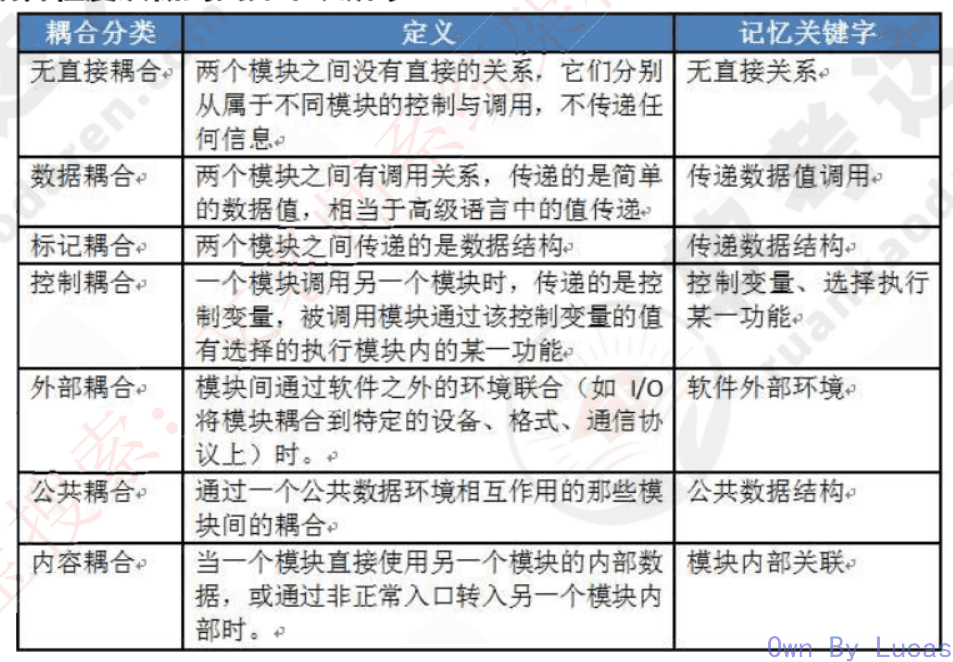 耦合分类 定义 记忆关键字
无直接耦合 两个模块之间没有直接的关系，它们分别 无直接关系
从属于不同模块的控制与调用，不传递任
何信息
数据耦合 两个模块之间有调用关系，传递的是简单 传递数据值调用
的数据值，相当于高级语言中的值传递
标记耦合 两个模块之间传递的是数据结构 传递数据结构
控制耦合 一个模块调用另一个模块时，传递的是控 控制变量、选择执行
制变量，被调用模块通过该控制变量的值 某一功能
有选择的执行模块内的某一功能
外部耦合 模块间通过软件之外的环境联合（如 I/O 软件外部环境
将模块耦合到特定的设备、格式、通信协
议上）时。
公共耦合 通过一个公共数据环境相互作用的那些模 公共数据结构
块间的耦合
内容耦合 当一个模块直接使用另一个模块的内部数 模块内部关联
据，或通过非正常入口转入另一个模块内
部时。
Own By Lucas